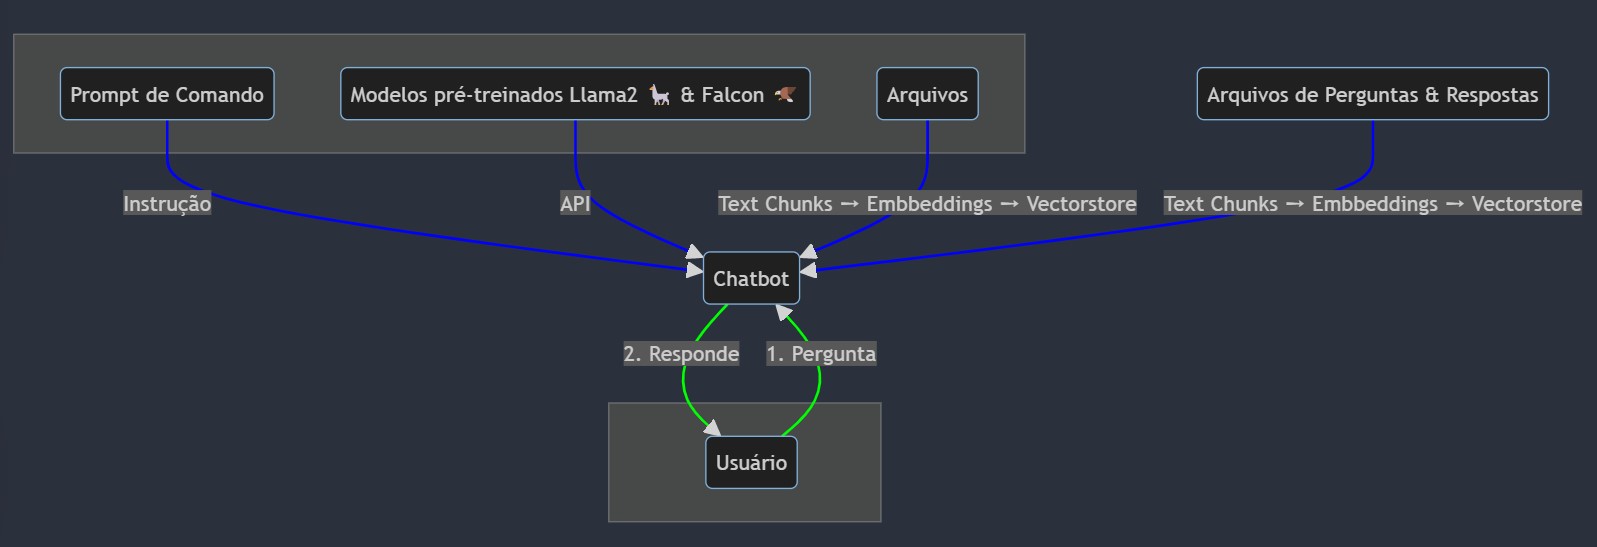 Prompt de Comando
Modelos pré-treinados Llama2 🦙 & Falcon 🦅
Arquivos
Arquivos de Perguntas & Respostas
Instrução
API
Text Chunks → Embbeddings → Vectorstore
Text Chunks → Embbeddings → Vectorstore
Chatbot
2. Responde
1. Pergunta
Usuário